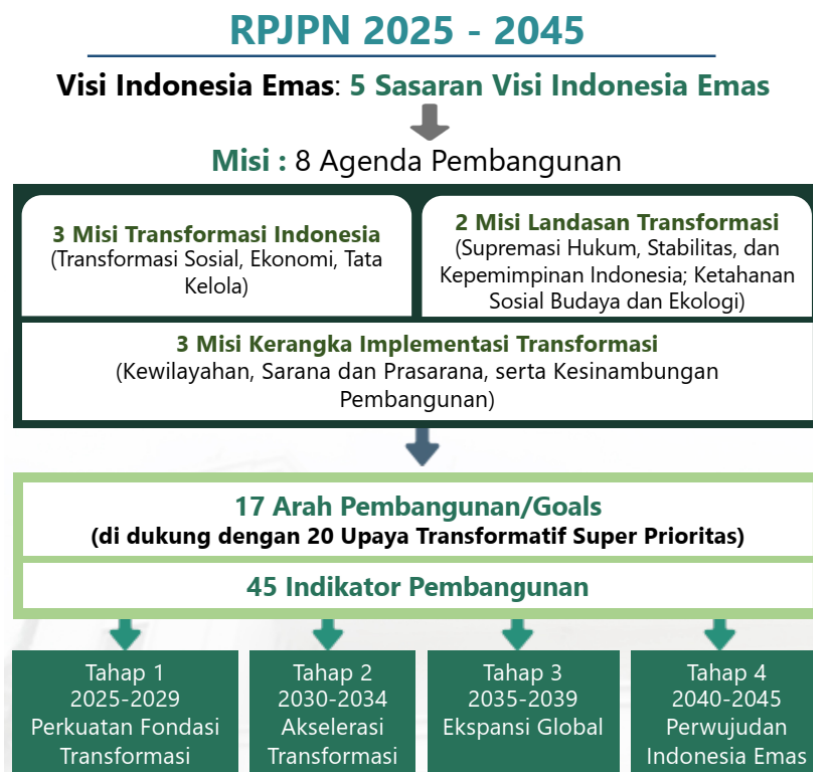 RPJPN 2025 - 2045
Visi Indonesia Emas: 5 Sasaran Visi Indonesia Emas
Misi : 8 Agenda Pembangunan
3 Misi Transformasi Indonesia
(Transformasi Sosial, Ekonomi, Tata
Kelola)
2 Misi Landasan Transformasi
(Supremasi Hukum, Stabilitas, dan
Kepemimpinan Indonesia; Ketahanan
Sosial Budaya dan Ekologi)
3 Misi Kerangka Implementasi Transformasi
(Kewilayahan, Sarana dan Prasarana, serta Kesinambungan
Pembangunan)
17 Arah Pembangunan/Goals
(di dukung dengan 20 Upaya Transformatif Super Prioritas)
45 Indikator Pembangunan
Tahap 1
2025-2029
Perkuatan Fondasi
Transformasi
Tahap 2
2030-2034
Akselerasi
Transformasi
Tahap 3
2035-2039
Ekspansi Global
Tahap 4
2040-2045
Perwujudan
Indonesia Emas